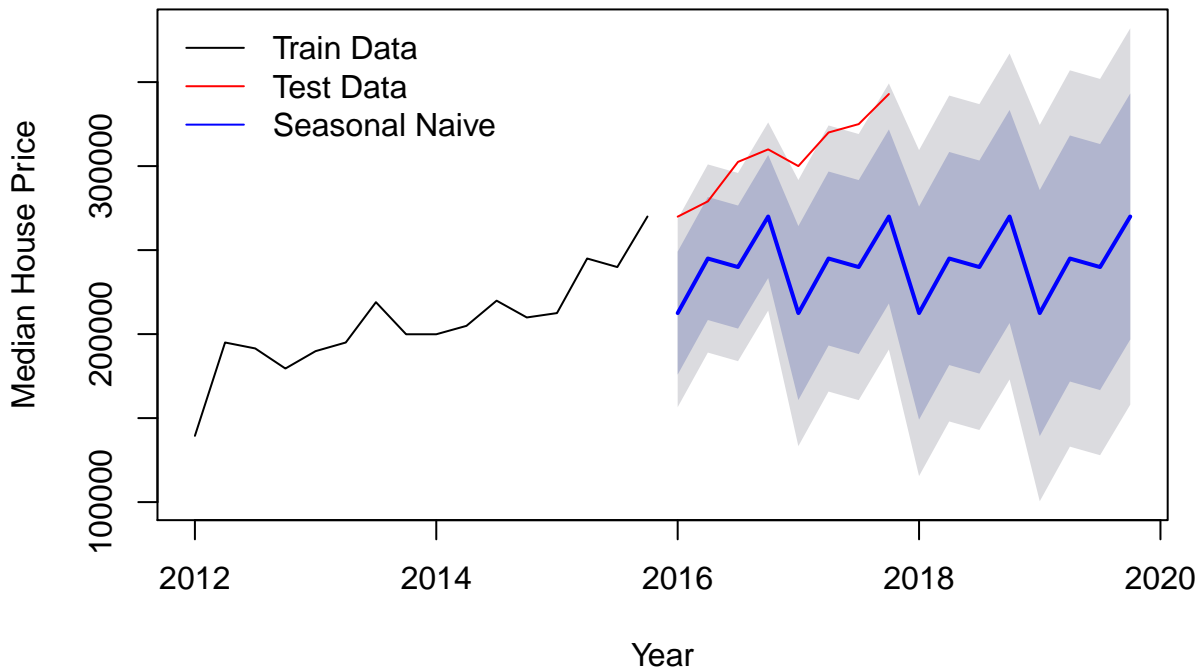 Train Data
Test Data
Seasonal Naive
Median House Price
300000
200000
100000
2012 2014 2016 2018 2020
Year